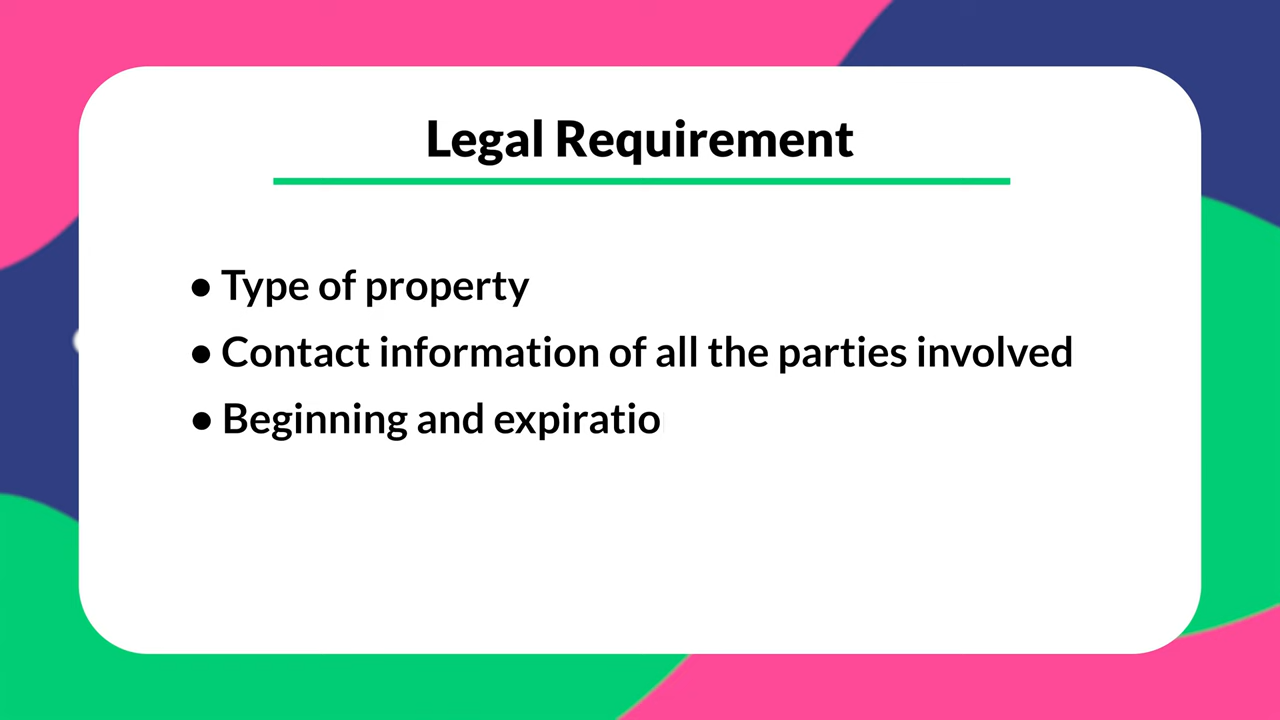 Legal Requirement
• Type of property
• Contact information of all the parties involved
• Beginning and expiratio